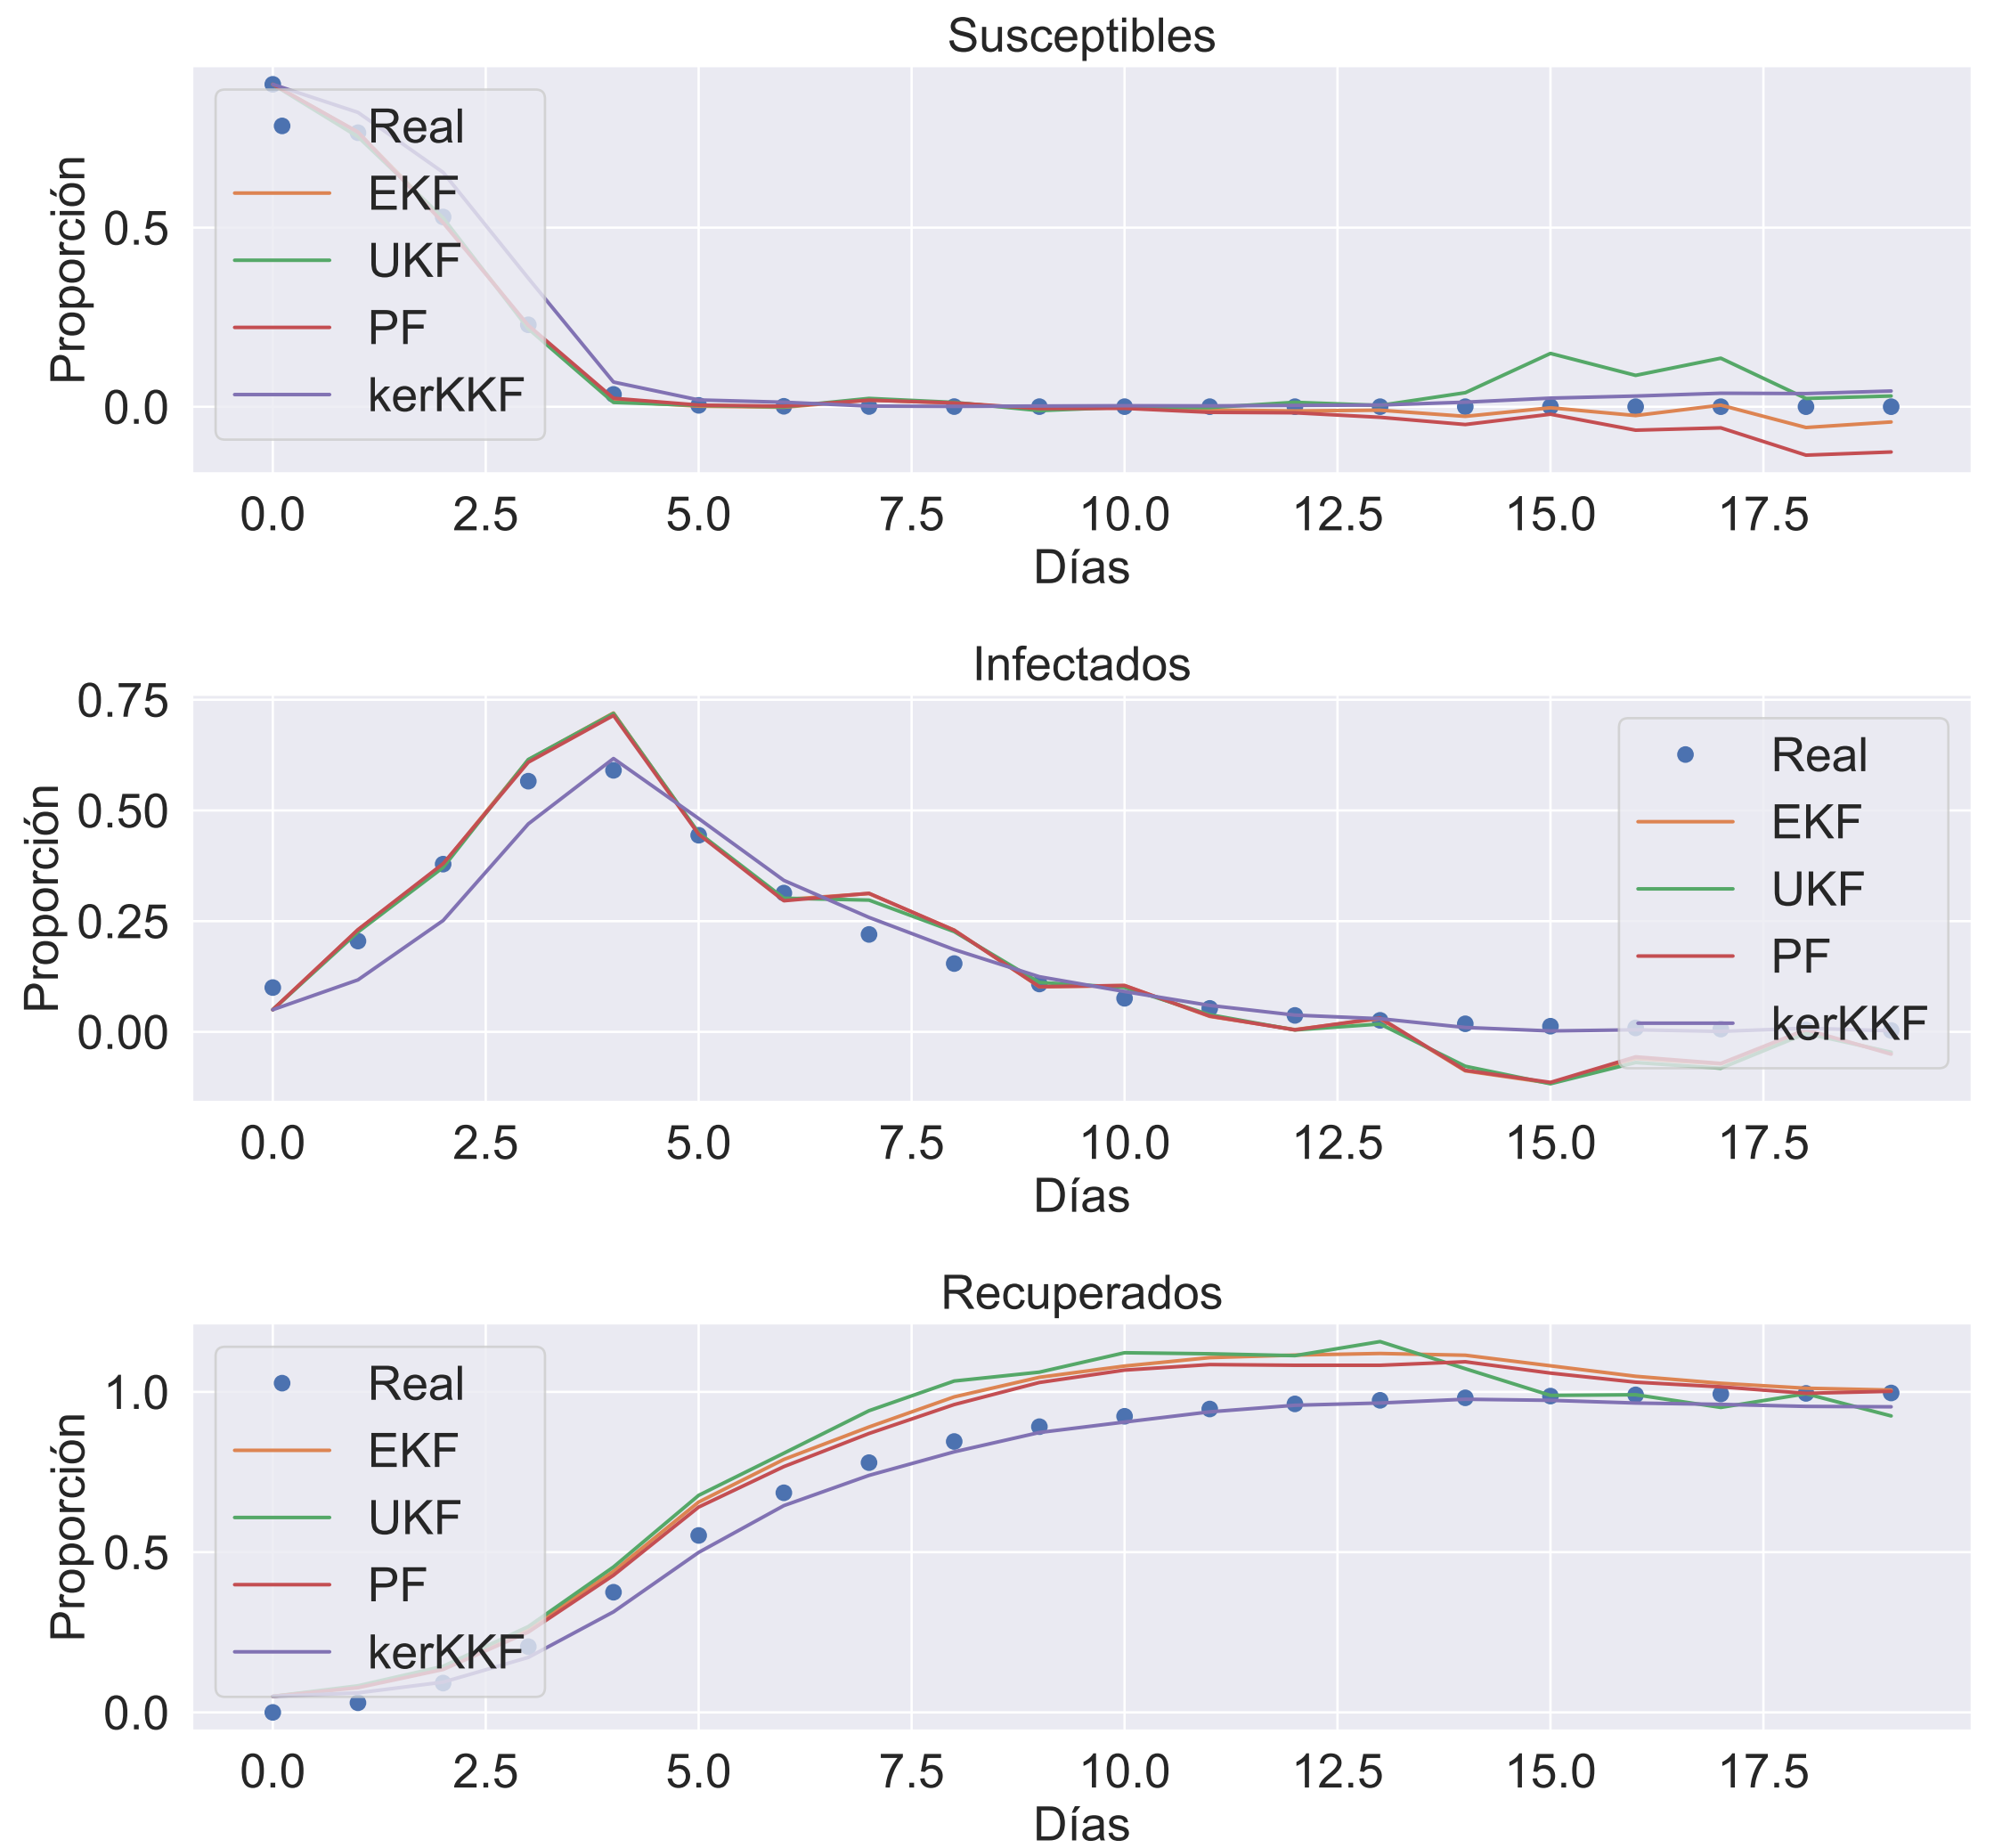 Susceptibles
Proporción
0.5
0.0
Real
EKF
UKF
PF
kerKKF
0.0 2.5 5.0 7.5 10.0 12.5 15.0 17.5
Días
Infectados
Proporción
0.75
0.50
0.25
0.00
Real
EKF
UKF
PF
kerKKF
0.0 2.5 5.0 7.5 10.0 12.5 15.0 17.5
Días
Recuperados
Proporción
1.0
0.5
0.0
Real
EKF
UKF
PF
kerKKF
0.0 2.5 5.0 7.5 10.0 12.5 15.0 17.5
Días